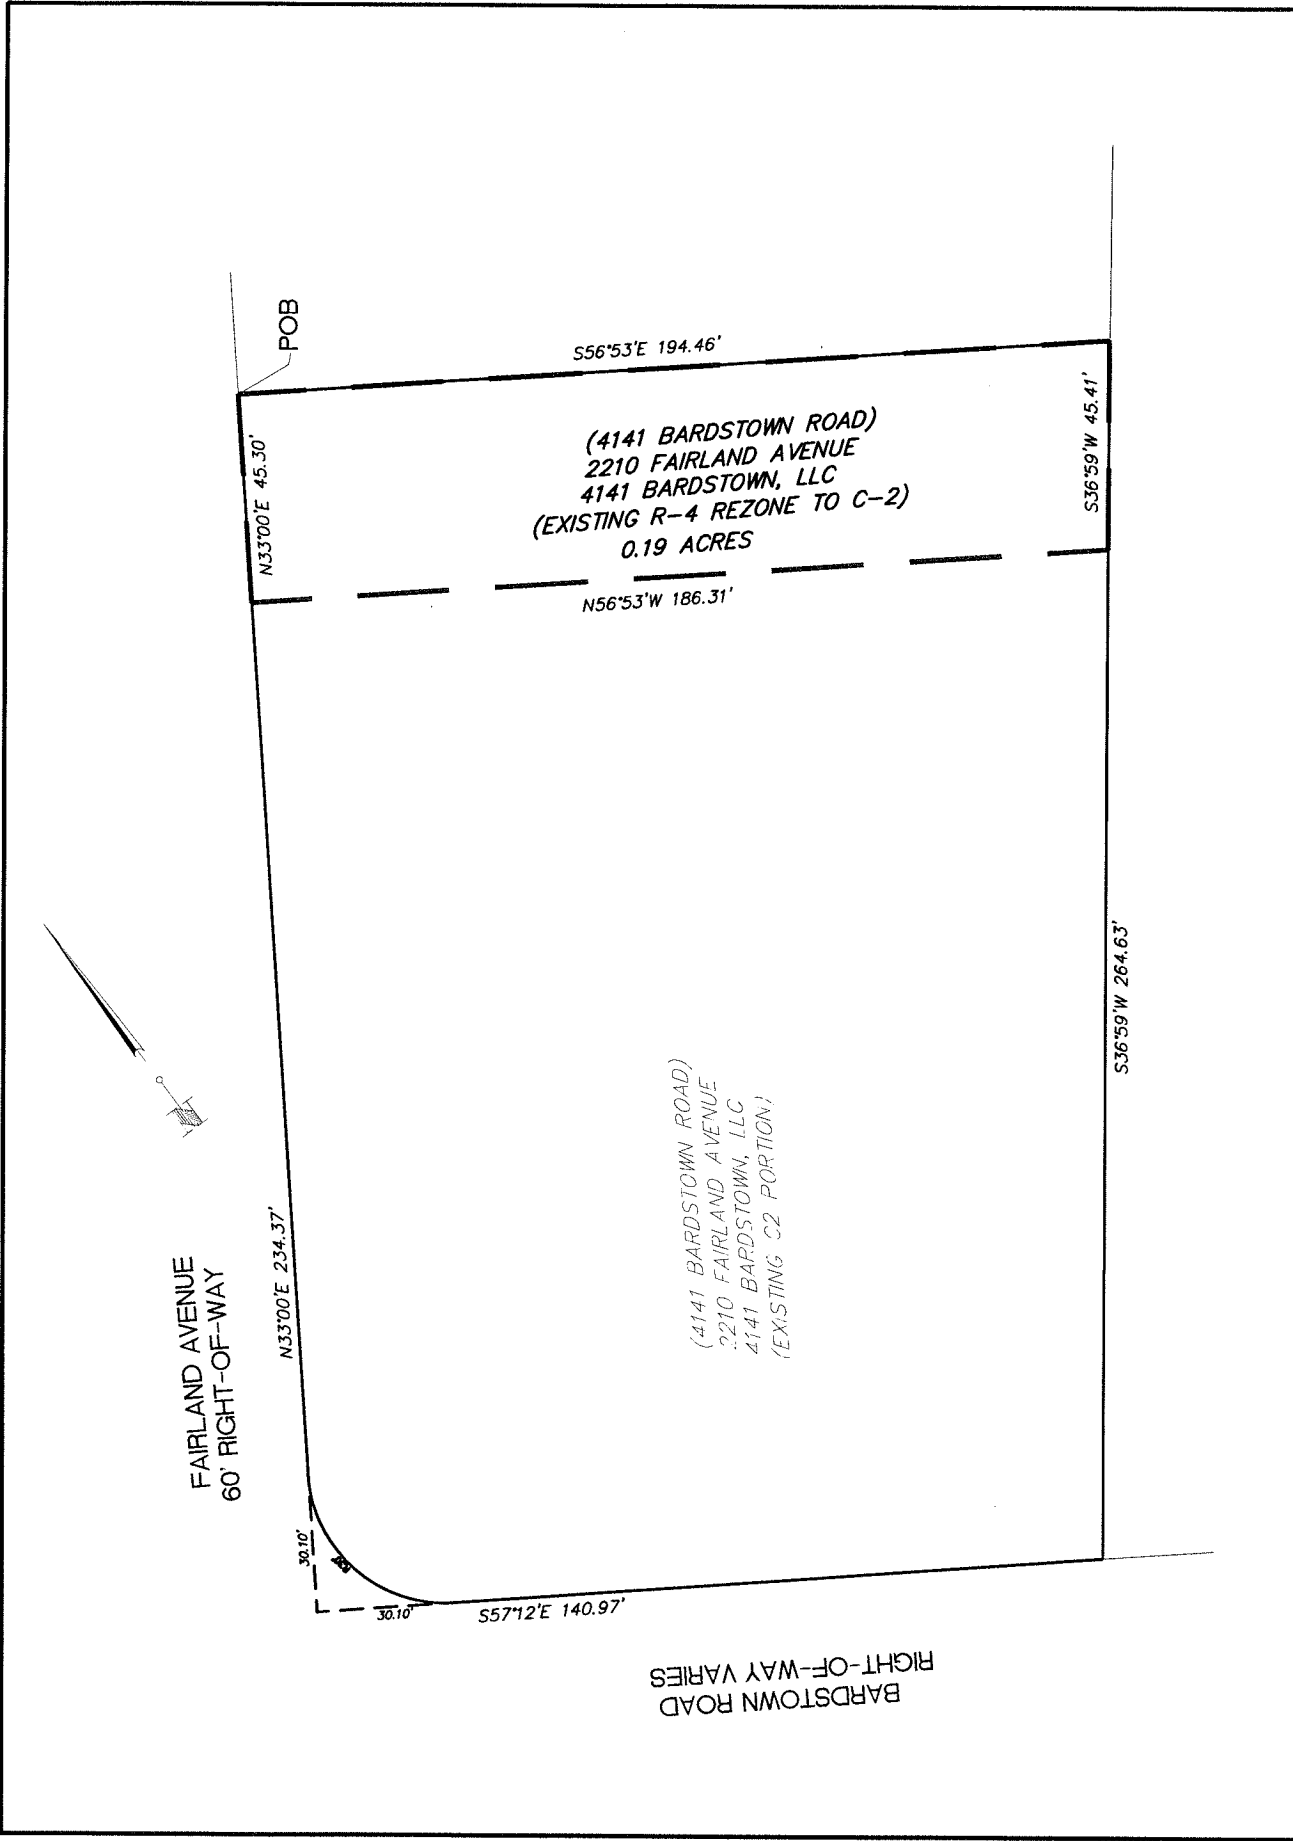 POB
S56°53'E 194.46'
N33°00'E 45.30'
(4141 BARDSTOWN ROAD)
2210 FAIRLAND AVENUE
4141 BARDSTOWN, LLC
(EXISTING R-4 REZONE TO C-2)
0.19 ACRES
S36°59'W 45.41'
N56°53'W 186.31'
S36°59'W 264.63'
FAIRLAND AVENUE
60' RIGHT-OF-WAY
N33°00'E 234.37'
(4141 BARDSTOWN ROAD)
2210 FAIRLAND AVENUE
4141 BARDSTOWN, LLC
(EXISTING C2 PORTION)
30.10'
30.10'
S57°12'E 140.97'
BARDSTOWN ROAD
RIGHT-OF-WAY VARIES